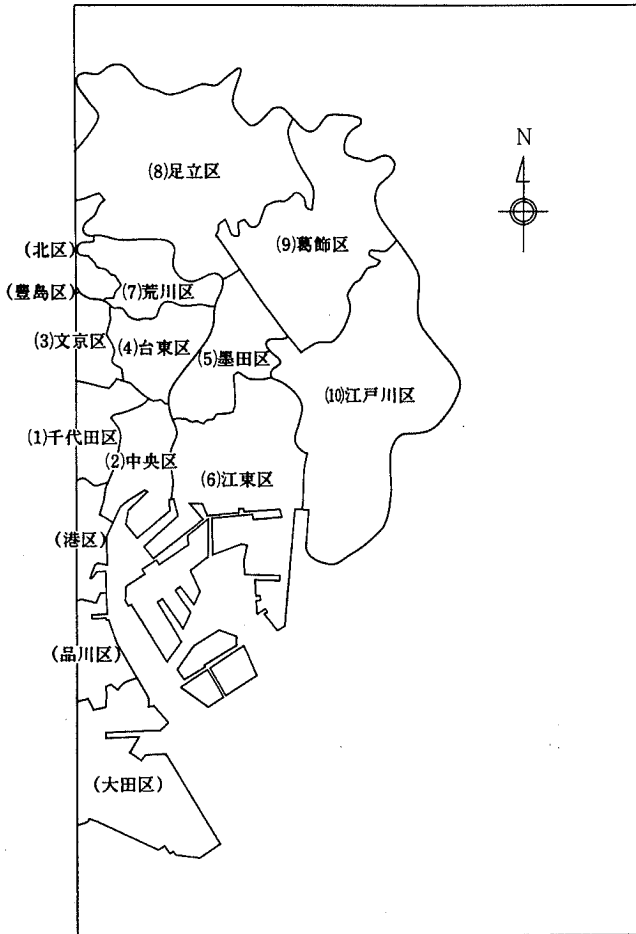 N
(8)足立区
(9)葛飾区
(北区)
(豊島区)
(7)荒川区
(3)文京区
(4)台東区
(5)墨田区
(10)江戸川区
(1)千代田区
(2)中央区
(6)江東区
(港区)
(品川区)
(大田区)